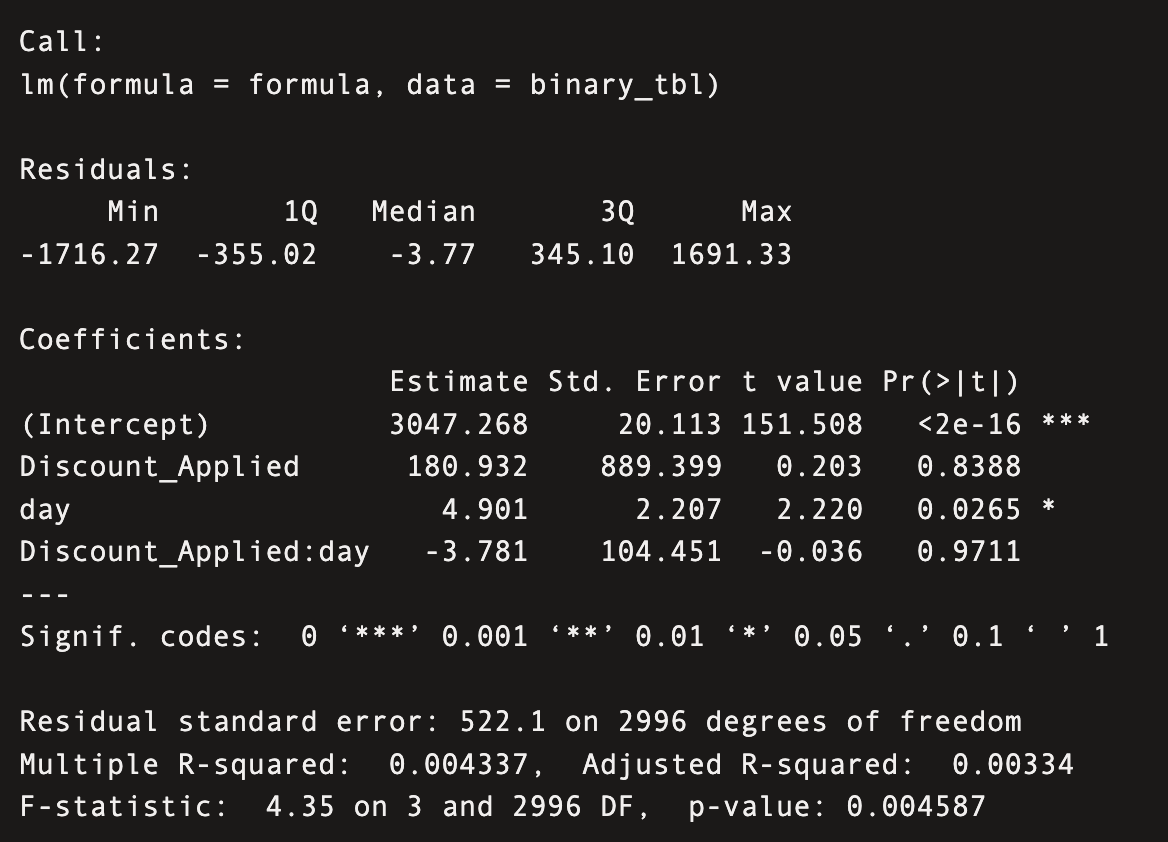 Call:
lm(formula = formula, data = binary_tbl)
Residuals:
     Min       1Q   Median       3Q      Max
-1716.27  -355.02    -3.77   345.10  1691.33
Coefficients:
                     Estimate Std. Error t value Pr(>|t|)
(Intercept)          3047.268     20.113 151.508   <2e-16 ***
Discount_Applied      180.932    889.399   0.203   0.8388
day                     4.901      2.207   2.220   0.0265 *
Discount_Applied:day   -3.781    104.451  -0.036   0.9711
---
Signif. codes:  0 ‘***’ 0.001 ‘**’ 0.01 ‘*’ 0.05 ‘.’ 0.1 ‘ ’ 1
Residual standard error: 522.1 on 2996 degrees of freedom
Multiple R-squared:  0.004337,  Adjusted R-squared:  0.00334
F-statistic:  4.35 on 3 and 2996 DF,  p-value: 0.004587